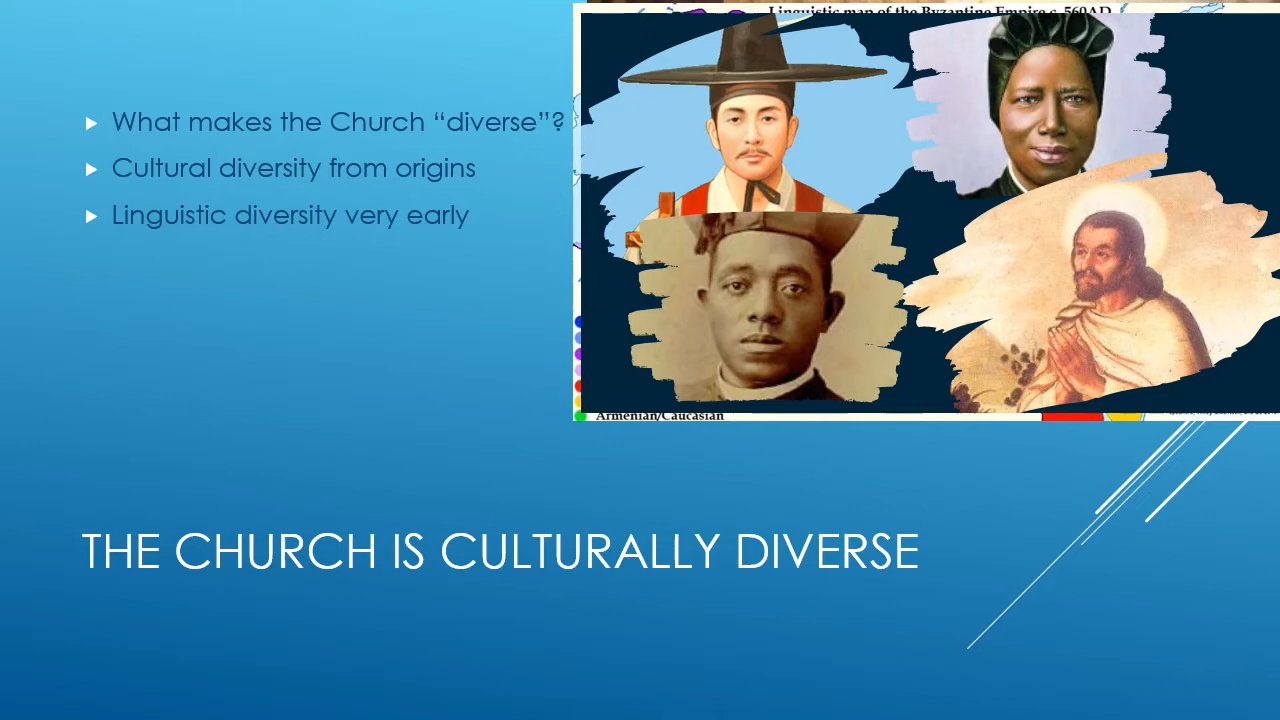 Linguistic map of the Byzantine Empire c. 560AD
What makes the Church “diverse”?
Cultural diversity from origins
Linguistic diversity very early
Armenian/Caucasian
THE CHURCH IS CULTURALLY DIVERSE